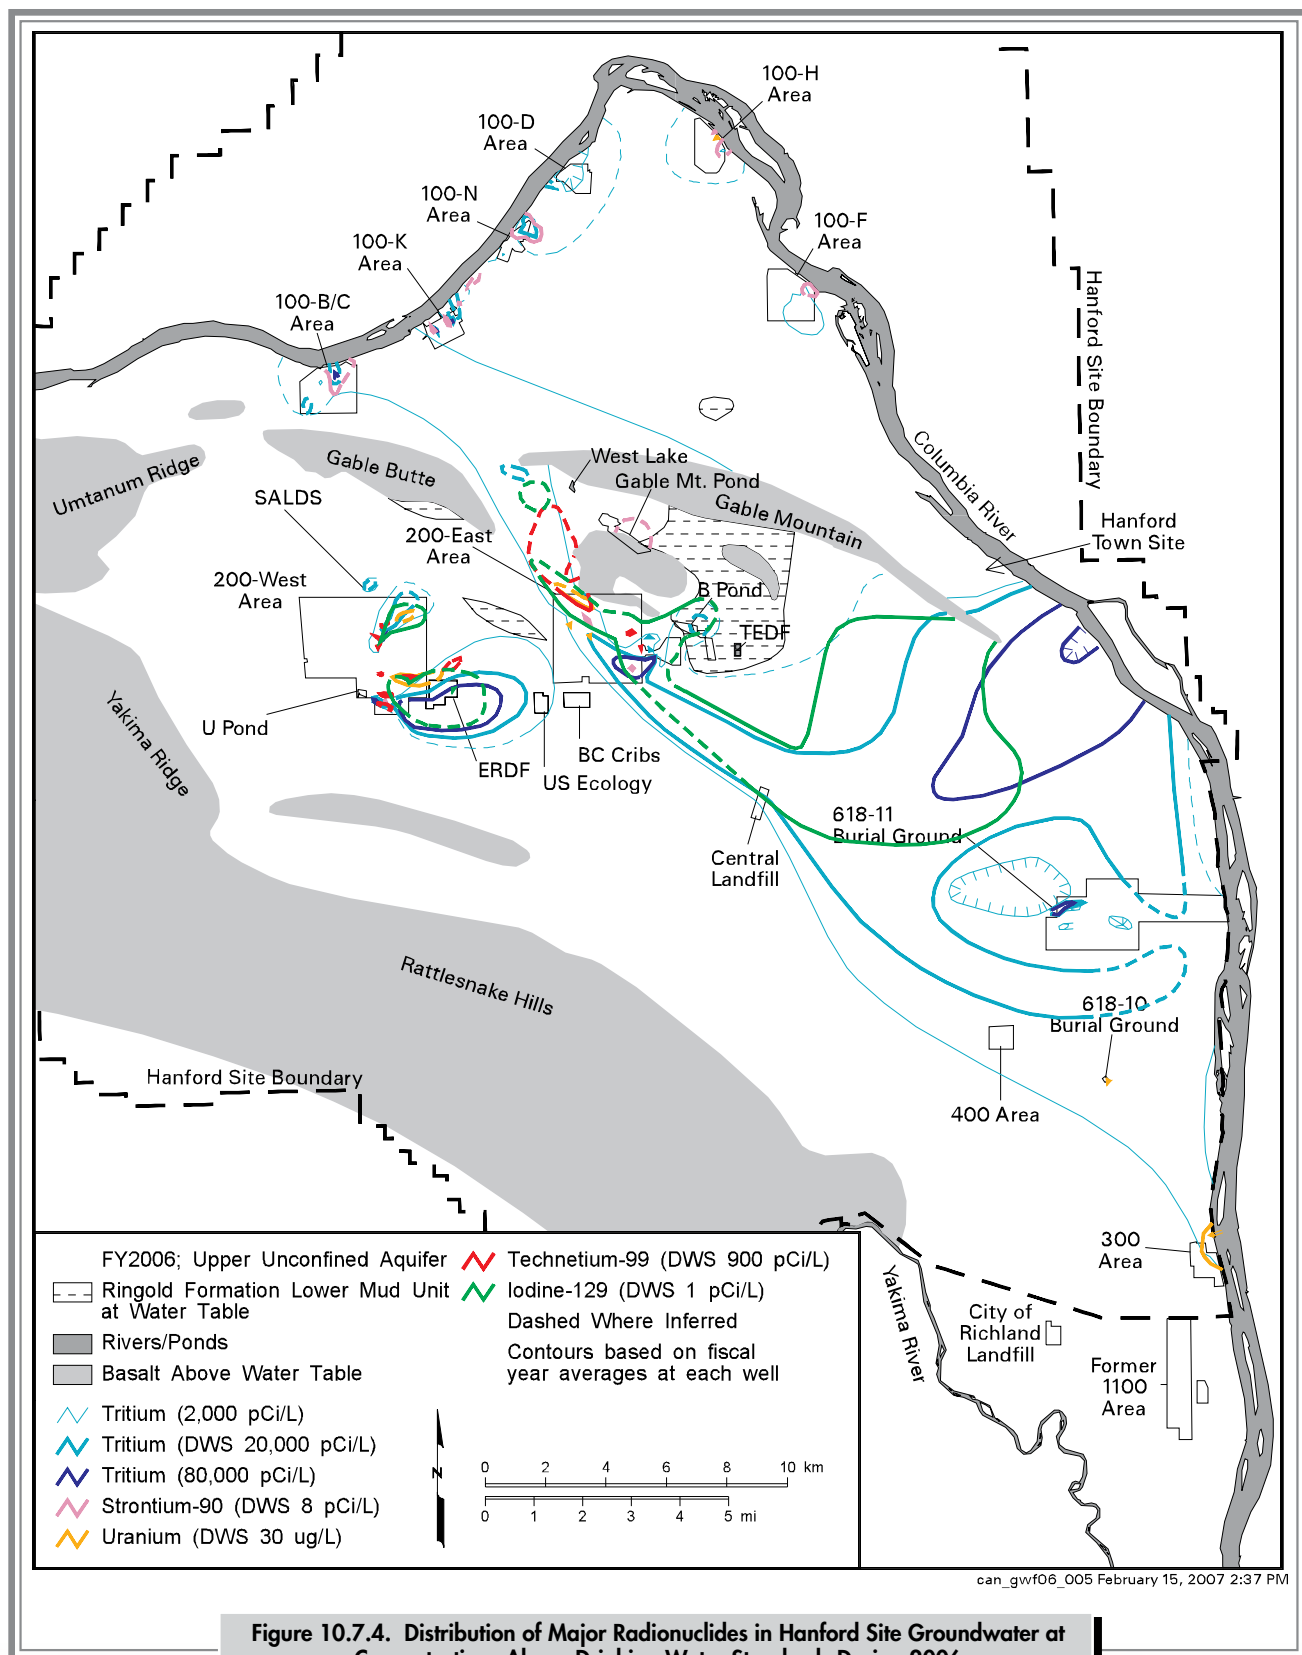 100-H
Area
100-D
Area
100-N
Area
100-F
Area
100-K
Area
100-B/C
Area
Hanford Site Boundary
Columbia River
Umtanum Ridge
Gable Butte
West Lake
Gable Mt. Pond
Gable Mountain
SALDS
200-East
Area
Hanford
Town Site
200-West
Area
B Pond
TEDF
Yakima Ridge
U Pond
ERDF
BC Cribs
US Ecology
618-11
Burial Ground
Central
Landfill
Rattlesnake Hills
618-10
Burial Ground
Hanford Site Boundary
400 Area
300
Area
Yakima River
City of
Richland
Landfill
Former
1100
Area
FY2006; Upper Unconfined Aquifer
Ringold Formation Lower Mud Unit
at Water Table
Rivers/Ponds
Basalt Above Water Table
Tritium (2,000 pCi/L)
Tritium (DWS 20,000 pCi/L)
Tritium (80,000 pCi/L)
Strontium-90 (DWS 8 pCi/L)
Uranium (DWS 30 ug/L)
Technetium-99 (DWS 900 pCi/L)
Iodine-129 (DWS 1 pCi/L)
Dashed Where Inferred
Contours based on fiscal
year averages at each well
N
0 2 4 6 8 10 km
0 1 2 3 4 5 mi
can_gwf06_005 February 15, 2007 2:37 PM
Figure 10.7.4. Distribution of Major Radionuclides in Hanford Site Groundwater at